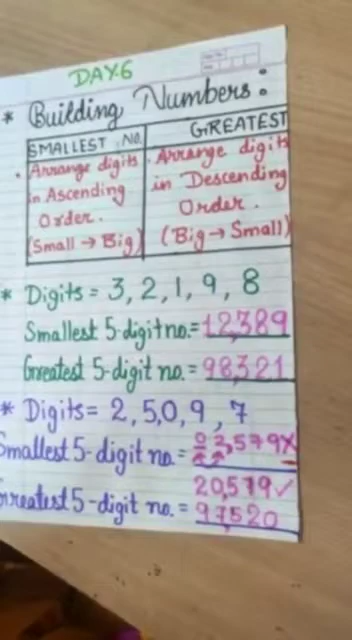 DAY.6
* Building Numbers:
SMALLEST NO.
GREATEST
. Arrange digits in Ascending Order. (Small → Big)
. Arrange digits in Descending Order. (Big → Small)
* Digits = 3, 2, 1, 9, 8
Smallest 5-digit no. = 12,389
Greatest 5-digit no. = 98,321
* Digits = 2, 5, 0, 9, 7
Smallest 5-digit no. = 02,579 X
20,579 ✓
Greatest 5-digit no. = 97,520